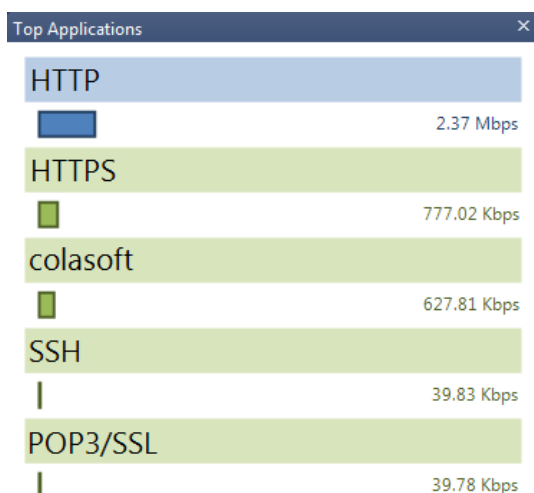 Top Applications
HTTP
2.37 Mbps
HTTPS
777.02 Kbps
colasoft
627.81 Kbps
SSH
39.83 Kbps
POP3/SSL
39.78 Kbps